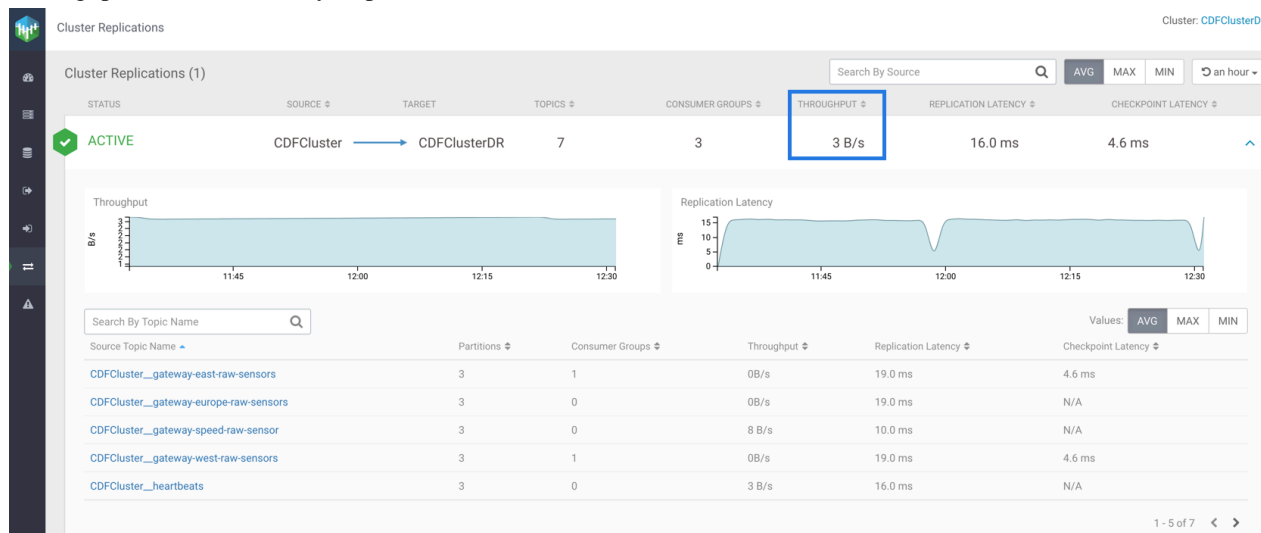 Cluster Replications
Cluster: CDFClusterD
Cluster Replications (1)
Search By Source
AVG MAX MIN
an hour
STATUS SOURCE TARGET TOPICS CONSUMER GROUPS THROUGHPUT REPLICATION LATENCY CHECKPOINT LATENCY
ACTIVE CDFCluster CDFClusterDR 7 3 3 B/s 16.0 ms 4.6 ms
Throughput
B/s
3
2
2
2
2
1
11:45 12:00 12:15 12:30
Replication Latency
ms
15
10
5
0
11:45 12:00 12:15 12:30
Search By Topic Name
Values: AVG MAX MIN
Source Topic Name Partitions Consumer Groups Throughput Replication Latency Checkpoint Latency
CDFCluster__gateway-east-raw-sensors 3 1 0B/s 19.0 ms 4.6 ms
CDFCluster__gateway-europe-raw-sensors 3 0 0B/s 19.0 ms N/A
CDFCluster__gateway-speed-raw-sensor 3 0 8 B/s 10.0 ms N/A
CDFCluster__gateway-west-raw-sensors 3 1 0B/s 19.0 ms 4.6 ms
CDFCluster__heartbeats 3 0 3 B/s 16.0 ms N/A
1 - 5 of 7